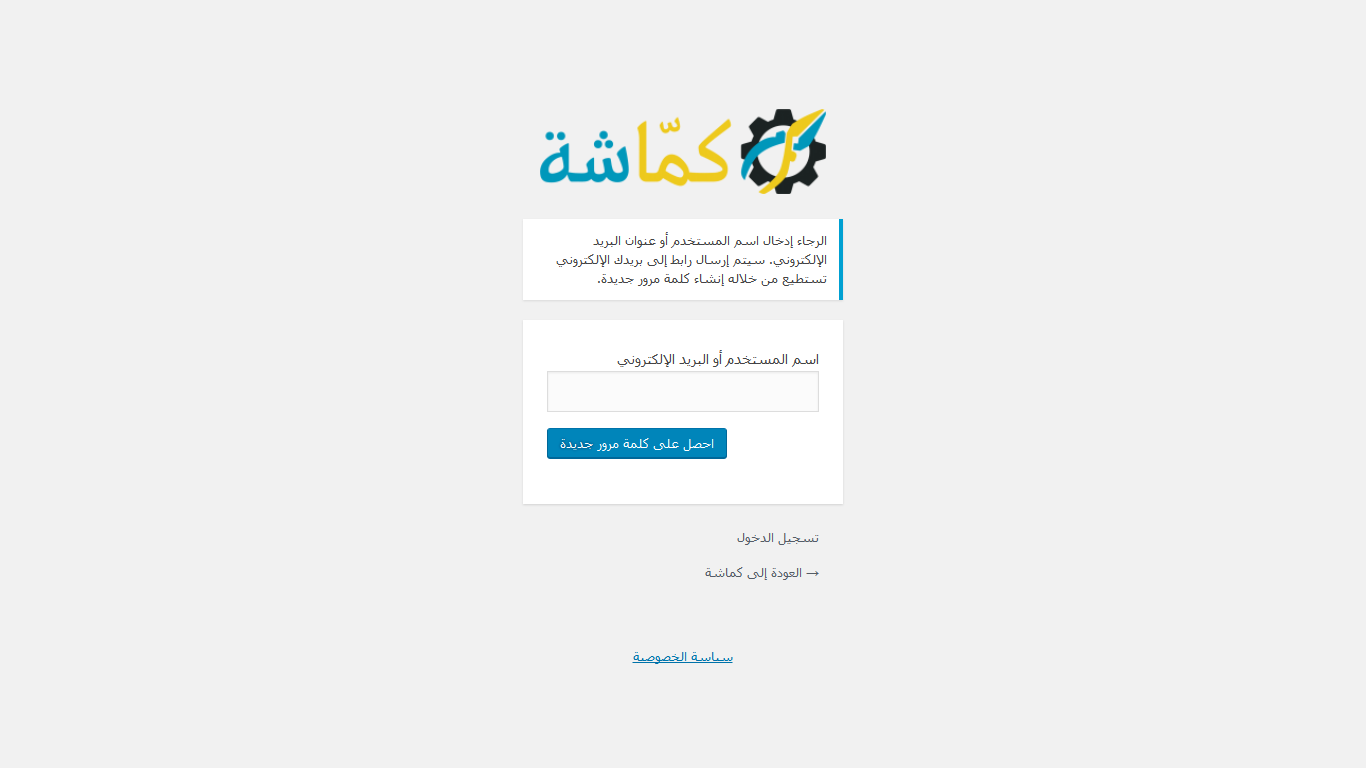 كمّاشة
الرجاء إدخال اسم المستخدم أو عنوان البريد
الإلكتروني. سيتم إرسال رابط إلى بريدك الإلكتروني
تستطيع من خلاله إنشاء كلمة مرور جديدة.
اسم المستخدم أو البريد الإلكتروني
احصل على كلمة مرور جديدة
تسجيل الدخول
→ العودة إلى كماشة
سياسة الخصوصية